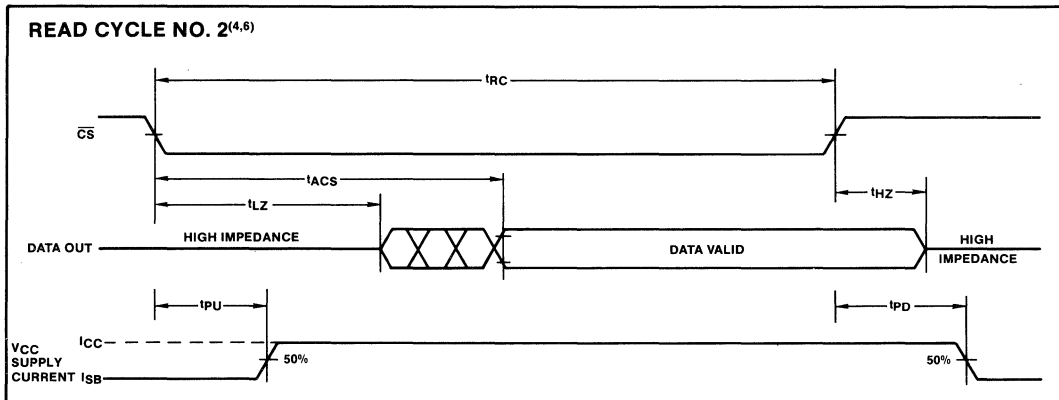 READ CYCLE NO. 2(4,6)
tRC
CS
tACS
tLZ
tHZ
DATA OUT
HIGH IMPEDANCE
DATA VALID
HIGH
IMPEDANCE
tPU
tPD
VCC
SUPPLY
CURRENT
ICC
ISB
50%
50%